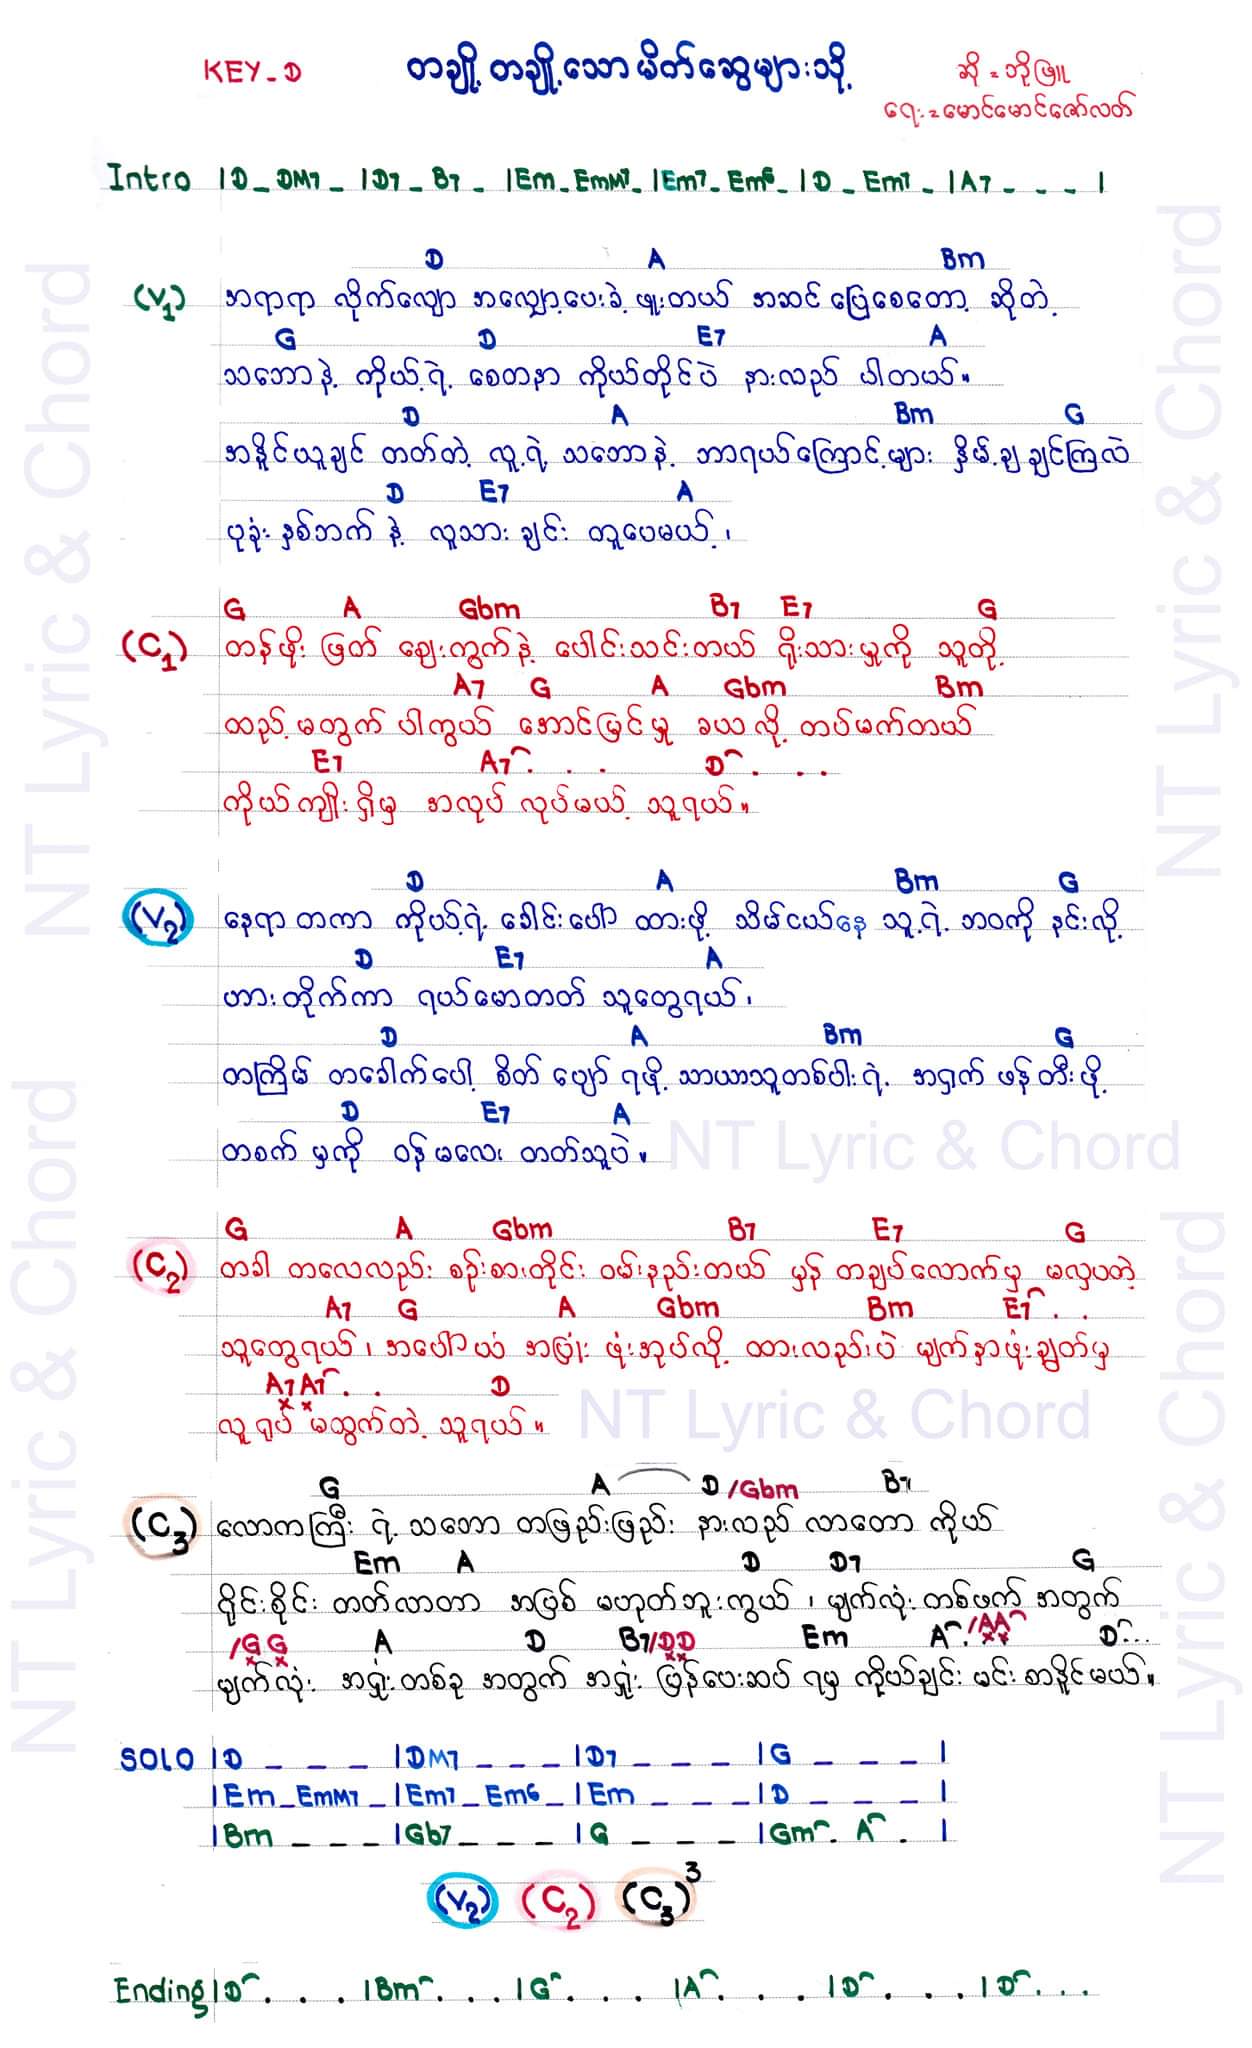 KEY_D
တချို့ တချို့သော မိတ်ဆွေများသို့
ဆို = ဘိုဖြူ
ရေး = မောင်မောင်ဇော်လတ်
Intro |D_DM7_|D7_B7_|Em_EmM7_|Em7_Em6_|D_Em7_|A7_ _ _|
D A Bm
(V1) အရာရာ လိုက်လျော အလျှော့ပေးခဲ့ ဖူးတယ် အဆင်ပြေစေတော့ ဆိုတဲ့
G D E7 A
သဘောနဲ့ ကိုယ့်ရဲ့ စေတနာ ကိုယ်တိုင်ပဲ နားလည် ပါတယ်။
D A Bm G
အနိုင်ယူချင် တတ်တဲ့ လူ့ရဲ့ သဘောနဲ့ ဘာရယ်ကြောင့်များ နှိမ့်ချ ချင်ကြလဲ
D E7 A
ပုခုံး နှစ်ဘက် နဲ့ လူသား ချင်း တူပေမယ့်၊
G A Gbm B7 E7 G
(C1) တန်ဖိုး ဖြတ် ဈေးကွက်နဲ့ ပေါင်းသင်းတယ် ရိုးသားမှုကို သူတို့
A7 G A Gbm Bm
ထည့်မတွက် ပါကွယ် အောင်မြင်မှု ခယလို့ တပ်မက်တယ်
E7 A7. . . D. . . .
ကိုယ်ကျိုးရှိမှ အလုပ် လုပ်မယ့် သူရယ်။
D A Bm G
(V2) နေရာတကာ ကိုယ့်ရဲ့ ခေါင်းပေါ် ထားဖို့ သိမ်ငယ်နေ သူ့ရဲ့ ဘဝကို နင်းလို့
D E7 A
ဟားတိုက်ကာ ရယ်မောတတ် သူတွေရယ်၊
D A Bm G
တကြိမ် တခေါက်ပေါ့ စိတ် ပျော် ရဖို့ သာယာသူတစ်ပါးရဲ့ အငှက် ဖန်တီးဖို့
D E7 A
တစက် မှကို ဝန်မလေး တတ်သူပဲ။
NT Lyric & Chord
G A Gbm B7 E7 G
(C2) တခါ တလေလည်း စဉ်းစားတိုင်း ဝမ်းနည်းတယ် မှန် တချပ်လောက်မှ မလှပတဲ့
A7 G A Gbm Bm E7. .
သူတွေရယ်၊ အပေါ်ယံ အပြုံး ဖုံးအုပ်လို့ ထားလည်းပဲ မျက်နှာဖုံးချွတ်မှ
A7 A7. . D
လူရုပ် မထွက်တဲ့ သူရယ်။
NT Lyric & Chord
G A D/Gbm B7
(C3) လောကကြီး ရဲ့ သဘော တဖြည်းဖြည်း နားလည် လာတော ကိုယ်
Em A D D7 G
ရိုင်းစိုင်း တတ်လာတာ အဖြစ် မဟုတ်ဘူးကွယ်၊ မျက်လုံး တစ်ဖက် အတွက်
/G G A D B7/DD Em A./AA D...
မျက်လုံး အရှုံးတစ်ခု အတွက် အရှုံး ပြန်ပေးဆပ် ရမှ ကိုယ်ချင်း မင်းစာနိုင်မယ်။
SOLO |D _ _ _ |DM7 _ _ _ |D7 _ _ _ |G _ _ _ |
|Em_EmM7_|Em7_Em6_|Em _ _ _ |D _ _ _ |
|Bm _ _ _ |Gb7 _ _ _ |G _ _ _ |Gm. A. |
(V2) (C2) (C3)3
Ending |D. . . |Bm. . . |G. . . |A. . . |D. . . |D. . .
NT Lyric & Chord
NT Lyric & Chord
NT Lyric & Chord
NT Lyric & Chord